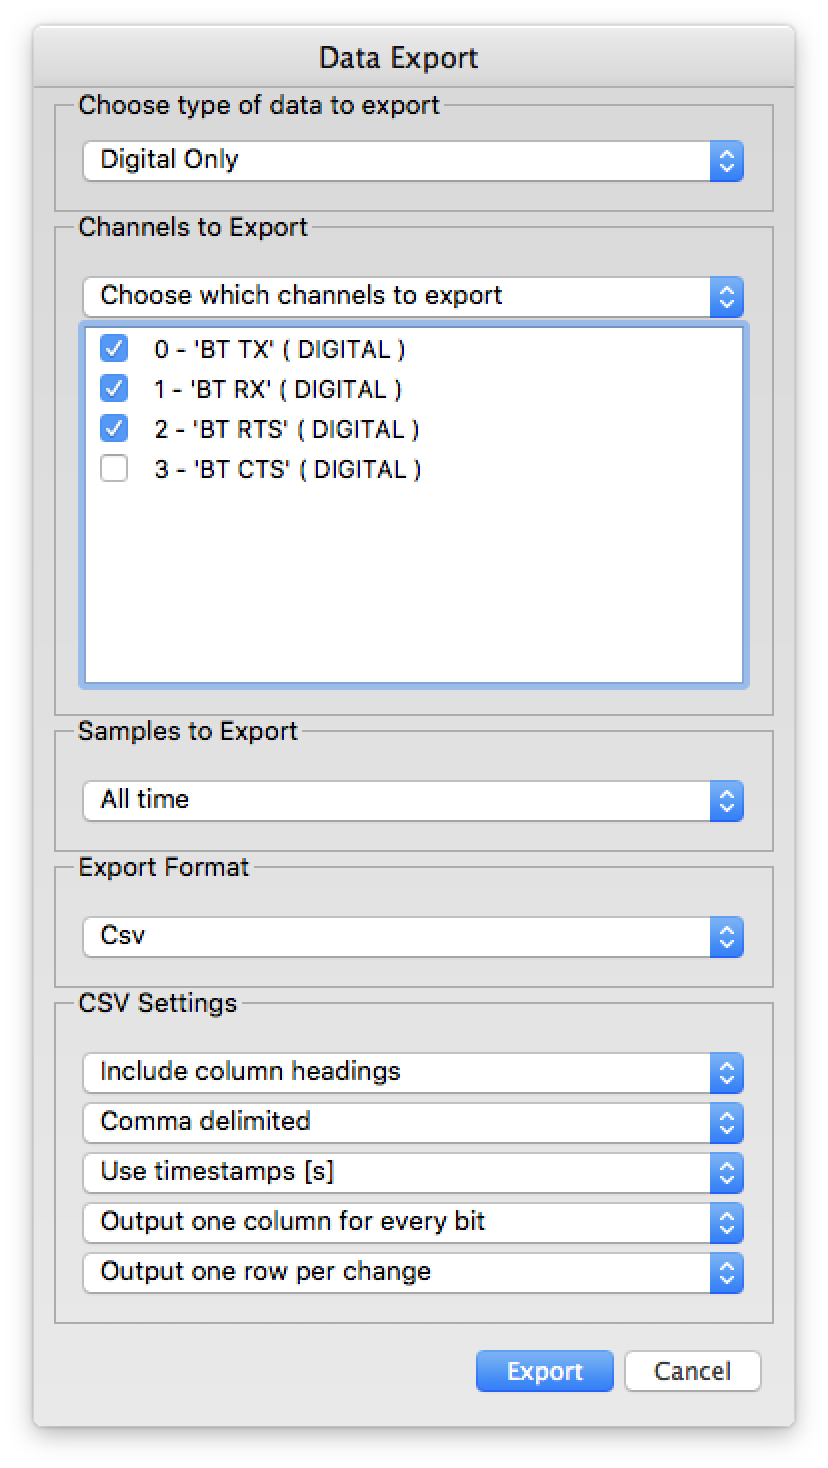 Data Export
Choose type of data to export
Digital Only
Channels to Export
Choose which channels to export
0 - 'BT TX' ( DIGITAL )
1 - 'BT RX' ( DIGITAL )
2 - 'BT RTS' ( DIGITAL )
3 - 'BT CTS' ( DIGITAL )
Samples to Export
All time
Export Format
Csv
CSV Settings
Include column headings
Comma delimited
Use timestamps [s]
Output one column for every bit
Output one row per change
Export Cancel